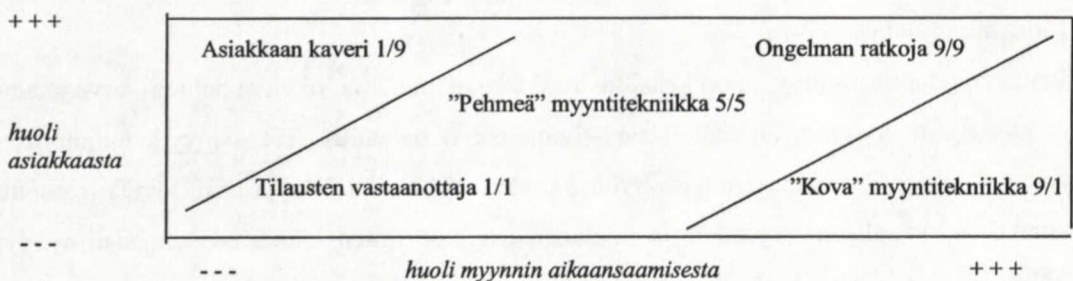 + + +
Asiakkaan kaveri 1/9 Ongelman ratkoja 9/9
”Pehmeä” myyntitekniikka 5/5
huoli
asiakkaasta
Tilausten vastaanottaja 1/1 ”Kova” myyntitekniikka 9/1
- - -
- - - huoli myynnin aikaansaamisesta + + +